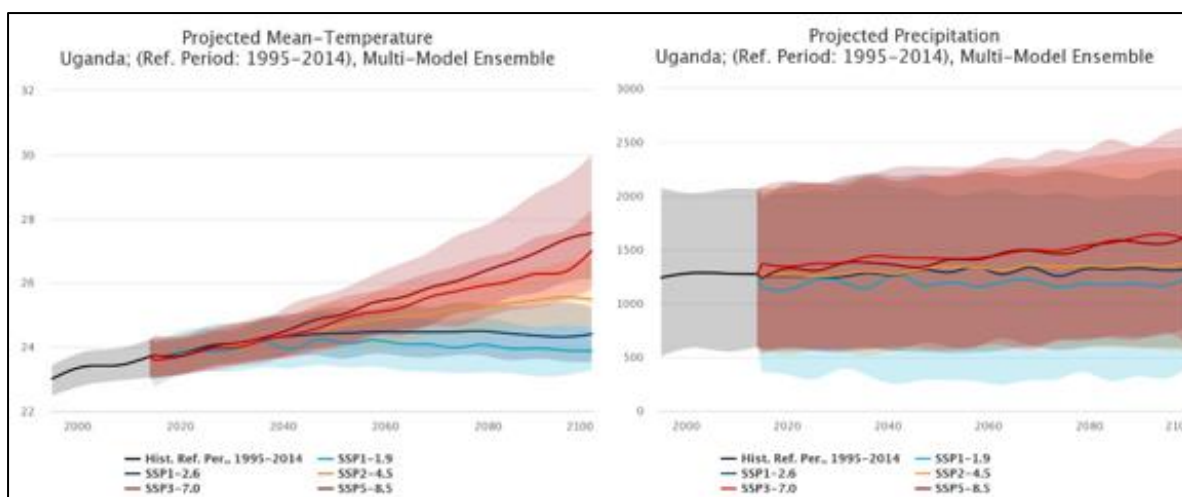 Projected Mean-Temperature
Uganda; (Ref. Period: 1995-2014), Multi-Model Ensemble
32
30
28
26
24
22
2000
2020
2040
2060
2080
2100
Hist. Ref. Per., 1995-2014
SSP1-1.9
SSP1-2.6
SSP2-4.5
SSP3-7.0
SSP5-8.5
Projected Precipitation
Uganda; (Ref. Period: 1995-2014), Multi-Model Ensemble
3000
2500
2000
1500
1000
500
0
2000
2020
2040
2060
2080
210
Hist. Ref. Per., 1995-2014
SSP1-1.9
SSP1-2.6
SSP2-4.5
SSP3-7.0
SSP5-8.5